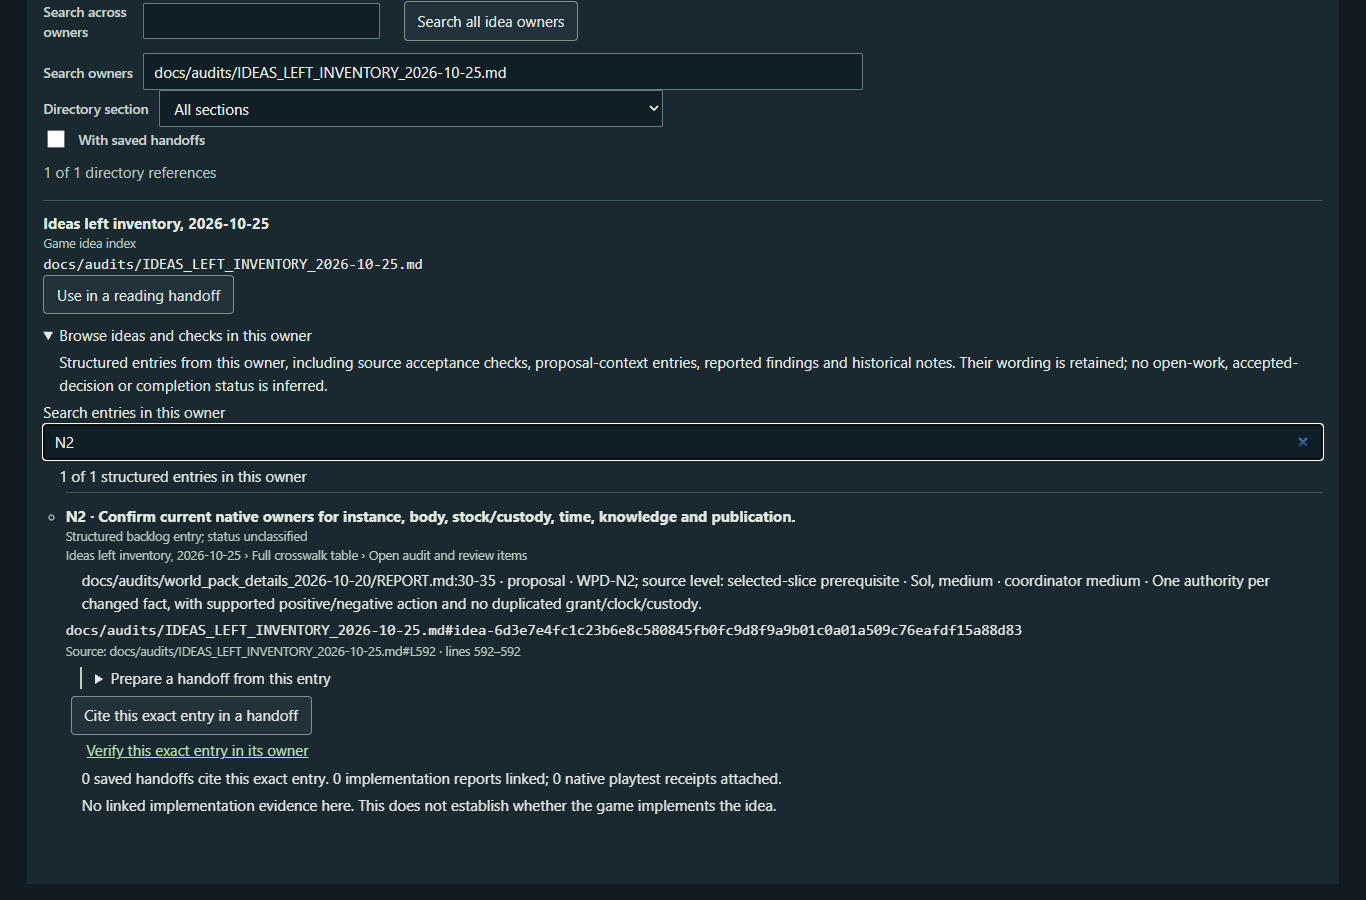 Search across
owners
Search all idea owners
Search owners
docs/audits/IDEAS_LEFT_INVENTORY_2026-10-25.md
Directory section
All sections
With saved handoffs
1 of 1 directory references
Ideas left inventory, 2026-10-25
Game idea index
docs/audits/IDEAS_LEFT_INVENTORY_2026-10-25.md
Use in a reading handoff
▼ Browse ideas and checks in this owner
Structured entries from this owner, including source acceptance checks, proposal-context entries, reported findings and historical notes. Their wording is retained; no open-work, accepted-
decision or completion status is inferred.
Search entries in this owner
N2
1 of 1 structured entries in this owner
N2 · Confirm current native owners for instance, body, stock/custody, time, knowledge and publication.
Structured backlog entry; status unclassified
Ideas left inventory, 2026-10-25 › Full crosswalk table › Open audit and review items
docs/audits/world_pack_details_2026-10-20/REPORT.md:30-35 · proposal · WPD-N2; source level: selected-slice prerequisite · Sol, medium · coordinator medium · One authority per
changed fact, with supported positive/negative action and no duplicated grant/clock/custody.
docs/audits/IDEAS_LEFT_INVENTORY_2026-10-25.md#idea-6d3e7e4fc1c23b6e8c580845fb0fc9d8f9a9b01c0a01a509c76eafdf15a88d83
Source: docs/audits/IDEAS_LEFT_INVENTORY_2026-10-25.md#L592 · lines 592–592
▶ Prepare a handoff from this entry
Cite this exact entry in a handoff
Verify this exact entry in its owner
0 saved handoffs cite this exact entry. 0 implementation reports linked; 0 native playtest receipts attached.
No linked implementation evidence here. This does not establish whether the game implements the idea.